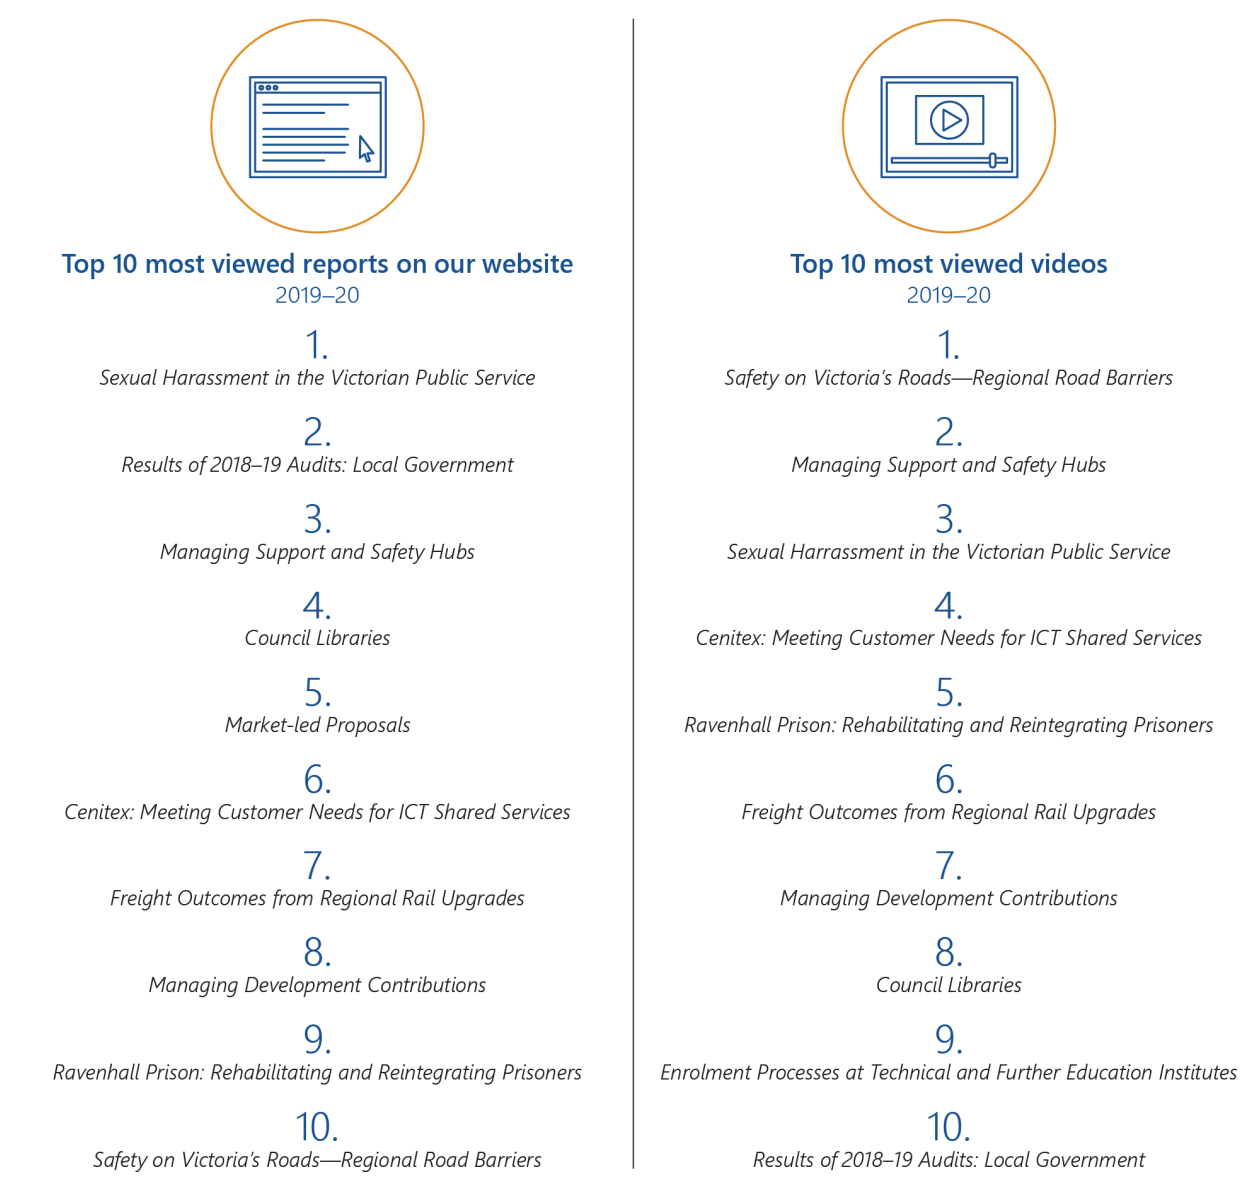 Top 10 most viewed reports on our website
2019–20
1.
Sexual Harassment in the Victorian Public Service
2.
Results of 2018–19 Audits: Local Government
3.
Managing Support and Safety Hubs
4.
Council Libraries
5.
Market-led Proposals
6.
Cenitex: Meeting Customer Needs for ICT Shared Services
7.
Freight Outcomes from Regional Rail Upgrades
8.
Managing Development Contributions
9.
Ravenhall Prison: Rehabilitating and Reintegrating Prisoners
10.
Safety on Victoria's Roads—Regional Road Barriers
Top 10 most viewed videos
2019–20
1.
Safety on Victoria's Roads—Regional Road Barriers
2.
Managing Support and Safety Hubs
3.
Sexual Harrassment in the Victorian Public Service
4.
Cenitex: Meeting Customer Needs for ICT Shared Services
5.
Ravenhall Prison: Rehabilitating and Reintegrating Prisoners
6.
Freight Outcomes from Regional Rail Upgrades
7.
Managing Development Contributions
8.
Council Libraries
9.
Enrolment Processes at Technical and Further Education Institutes
10.
Results of 2018–19 Audits: Local Government